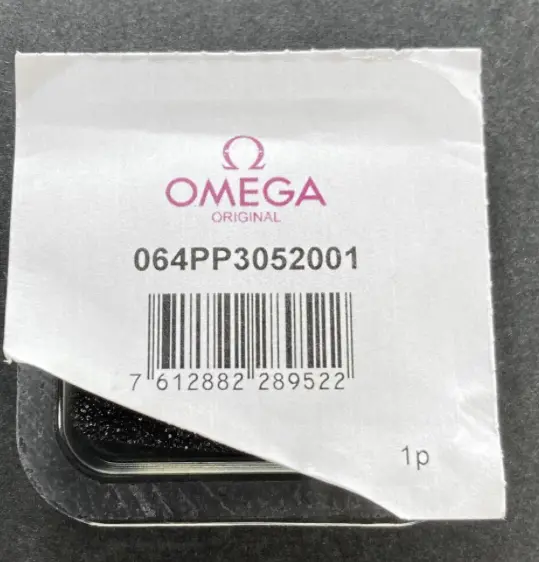 OMEGA
ORIGINAL
064PP3052001
7 612882 289522
1p